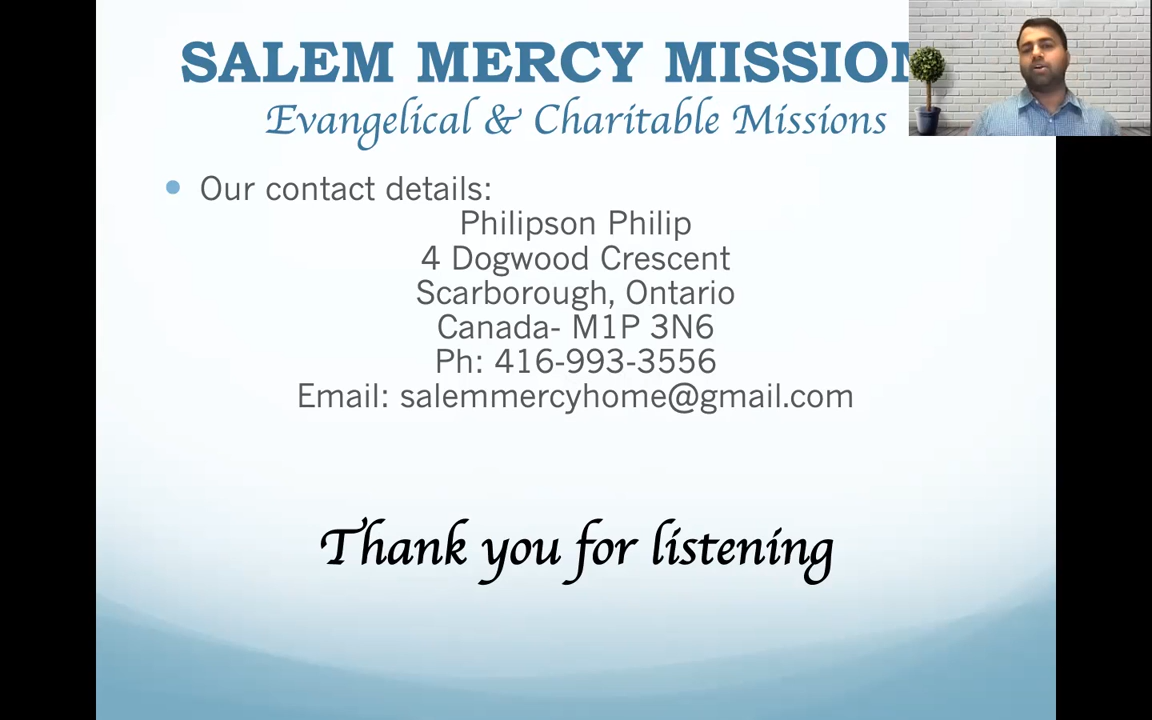 SALEM MERCY MISSION
Evangelical & Charitable Missions
Our contact details:
Philipson Philip
4 Dogwood Crescent
Scarborough, Ontario
Canada- M1P 3N6
Ph: 416-993-3556
Email: salemmercyhome@gmail.com
Thank you for listening